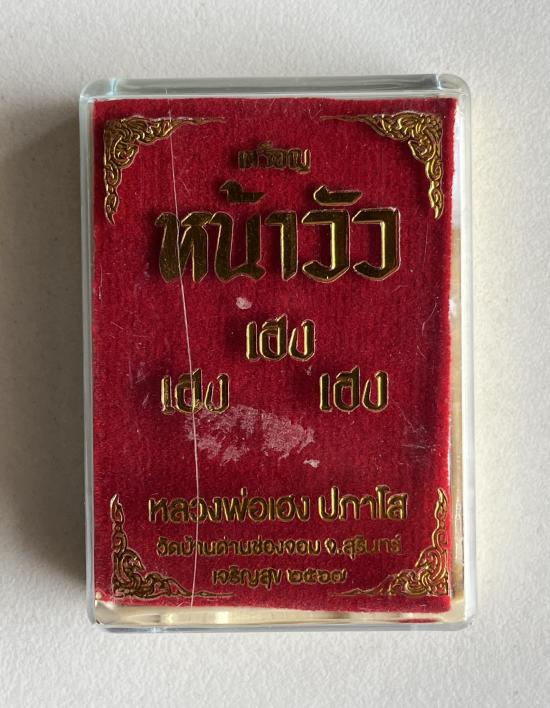 เหรียญ
หน้าวัว
เฮง
เฮง เฮง
หลวงพ่อเฮง ปภาโส
วัดบ้านด่านช่องจอม จ.สุรินทร์
เจริญสุข ๒๕๖๗